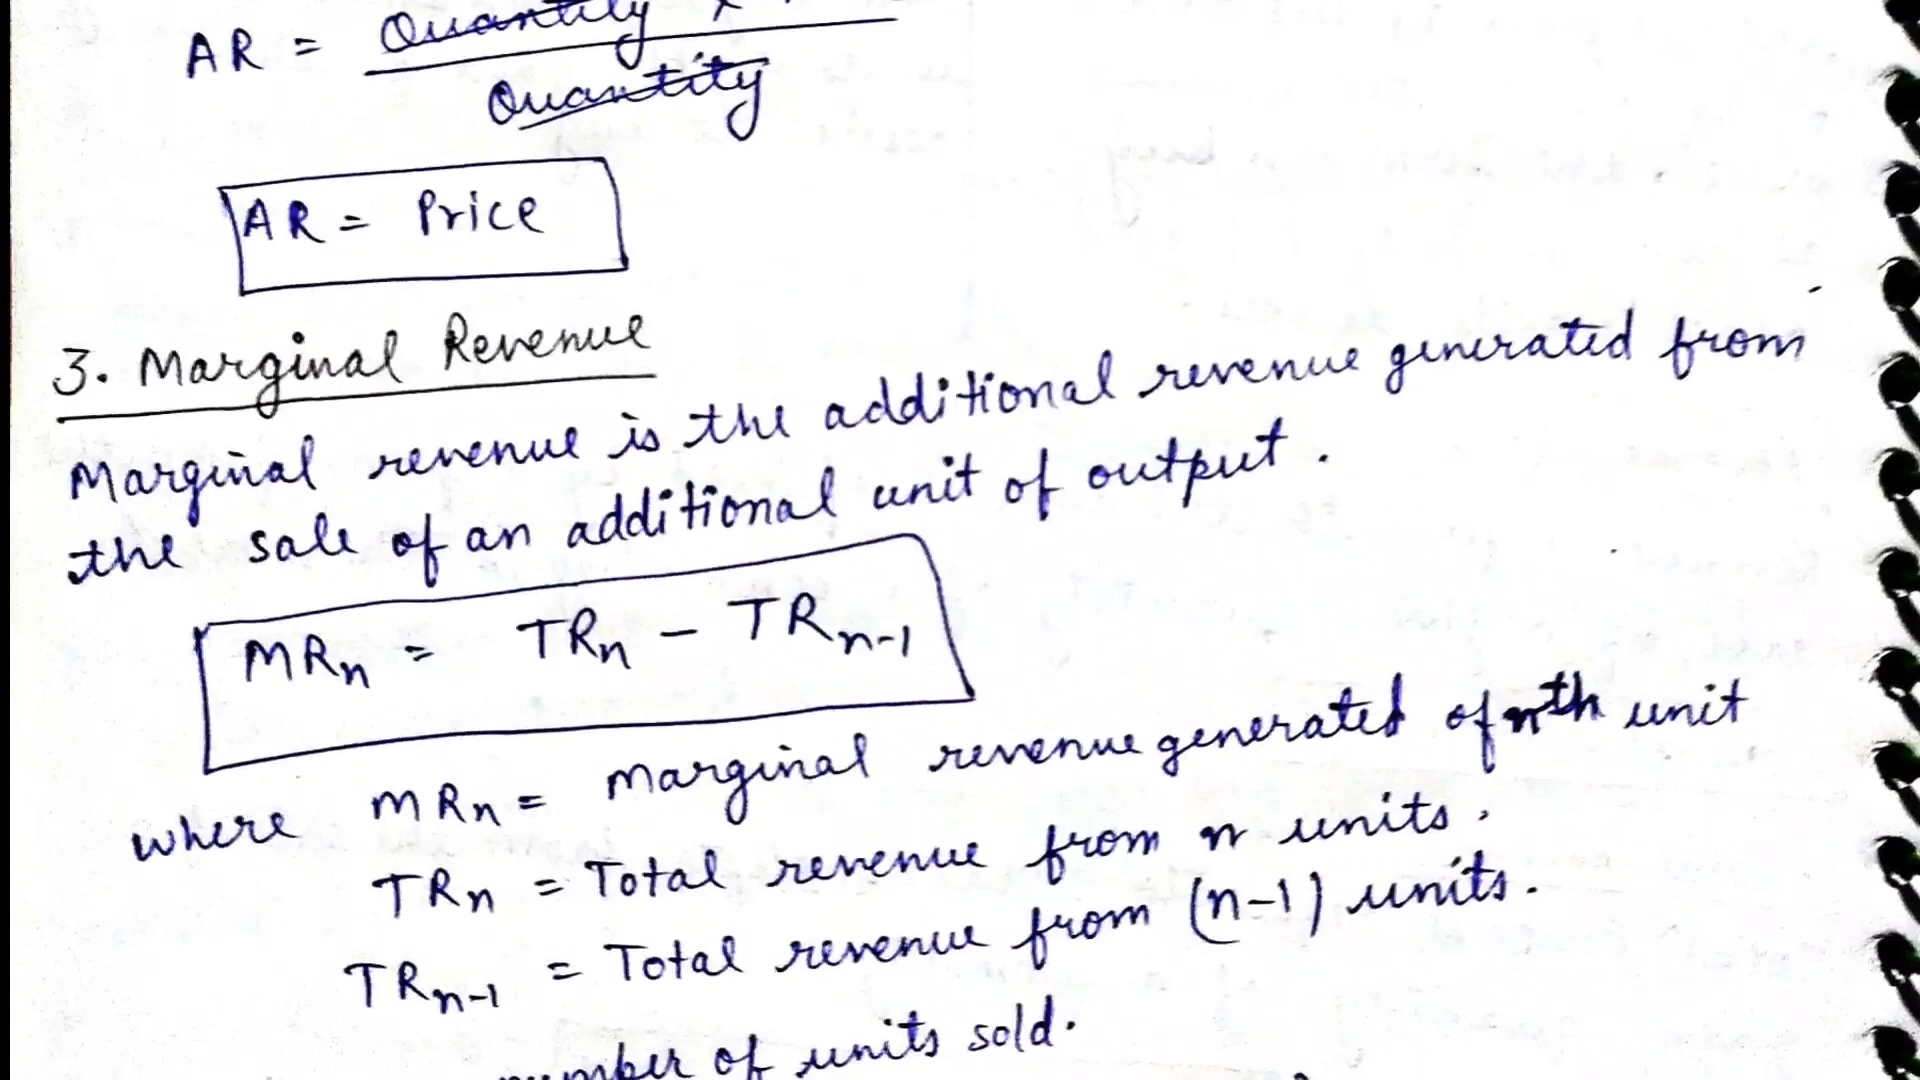 AR = Quantity ×
Quantity
AR = Price
3. Marginal Revenue
Marginal revenue is the additional revenue generated from
the sale of an additional unit of output.
MRn = TRn - TRn-1
where MRn = Marginal revenue generated of nth unit
TRn = Total revenue from n units.
TRn-1 = Total revenue from (n-1) units.
number of units sold.